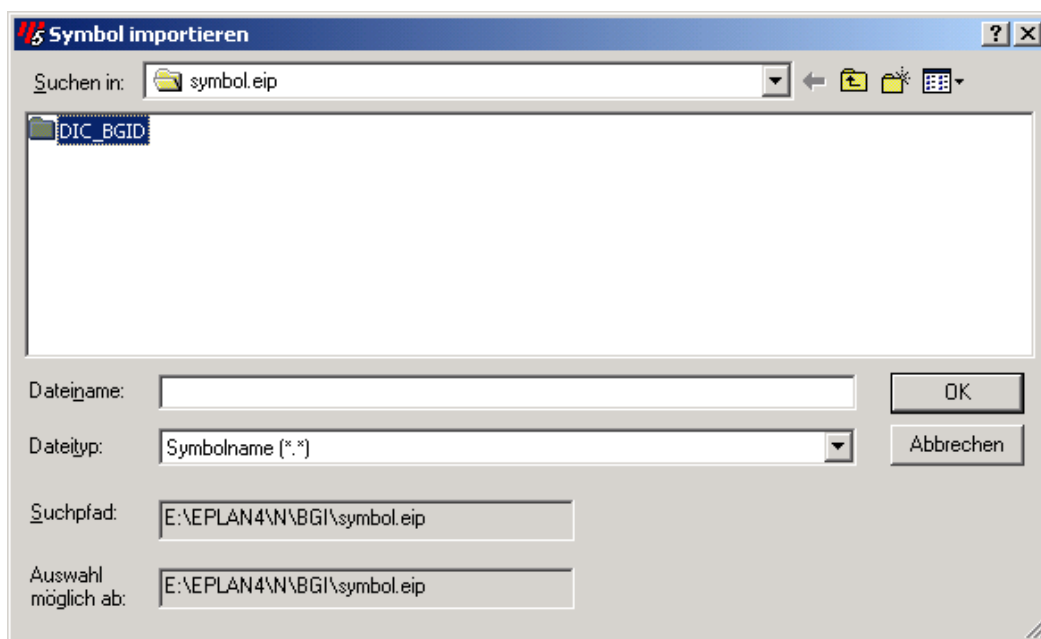 Symbol importieren
Suchen in: symbol.eip
DIC_BGID
Dateiname:
OK
Dateityp: Symbolname (*.*)
Abbrechen
Suchpfad: E:\EPLAN4\N\BGI\symbol.eip
Auswahl
möglich ab: E:\EPLAN4\N\BGI\symbol.eip